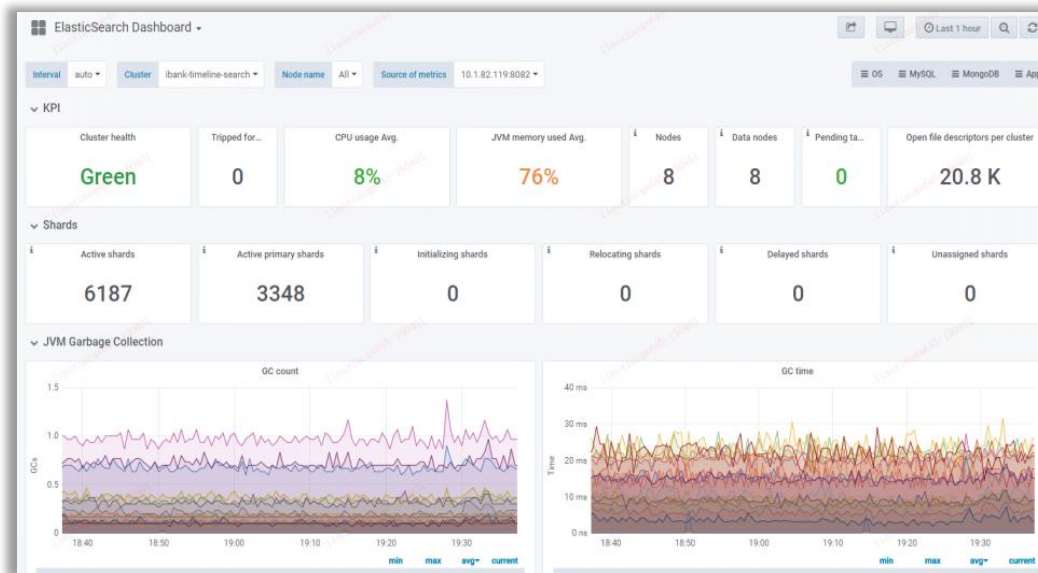 ElasticSearch Dashboard
Last 1 hour
Interval auto Cluster ibank-timeline-search Node name All Source of metrics 10.1.82.119:8082
OS MySQL MongoDB App
KPI
Cluster health Tripped for... CPU usage Avg. JVM memory used Avg. Nodes Data nodes Pending ta... Open file descriptors per cluster
Green 0 8% 76% 8 8 0 20.8 K
Shards
Active shards Active primary shards Initializing shards Relocating shards Delayed shards Unassigned shards
6187 3348 0 0 0 0
JVM Garbage Collection
GC count
1.5
1.0
0.5
0
GCs
18:40 18:50 19:00 19:10 19:20 19:30
min max avg current
GC time
40 ms
30 ms
20 ms
10 ms
0 ns
Time
18:40 18:50 19:00 19:10 19:20 19:30
min max avg current